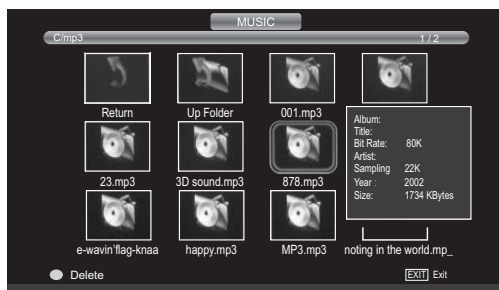 MUSIC
C/mp3
1 / 2
Return
Up Folder
001.mp3
Album:
Title:
Bit Rate: 80K
Artist:
Sampling 22K
Year : 2002
Size: 1734 KBytes
23.mp3
3D sound.mp3
878.mp3
e-wavin'flag-knaa
happy.mp3
MP3.mp3
noting in the world.mp_
Delete
EXIT Exit